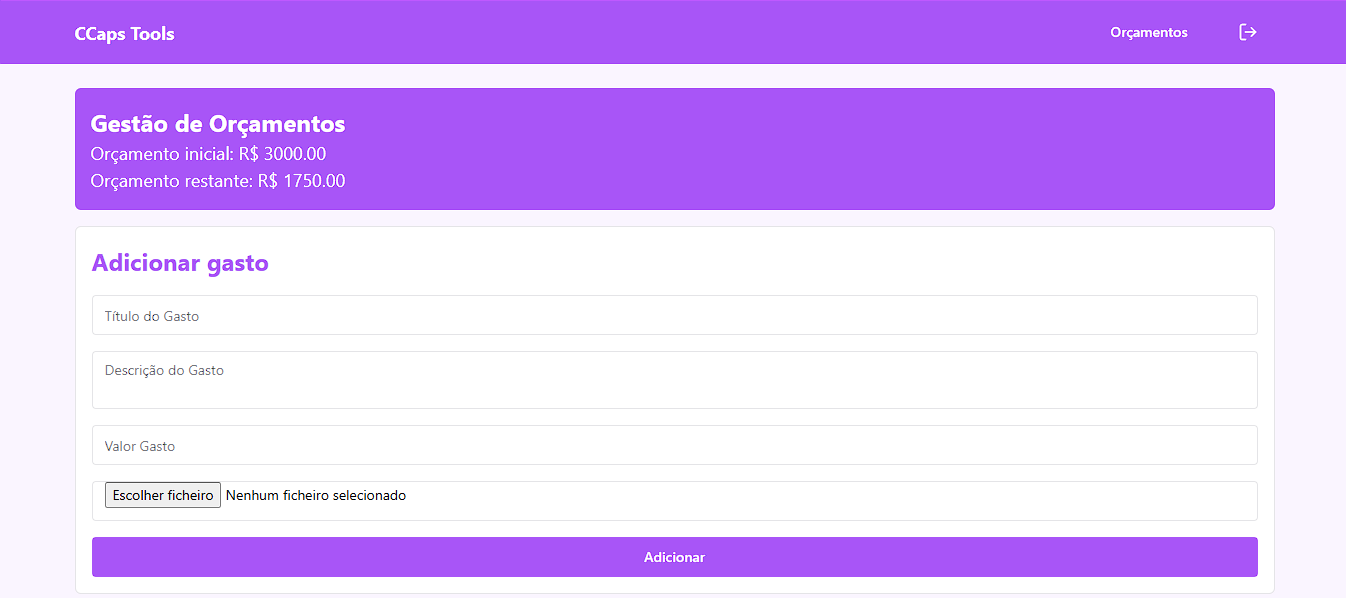 CCaps Tools
Orçamentos
Gestão de Orçamentos
Orçamento inicial: R$ 3000.00
Orçamento restante: R$ 1750.00
Adicionar gasto
Título do Gasto
Descrição do Gasto
Valor Gasto
Escolher ficheiro Nenhum ficheiro selecionado
Adicionar